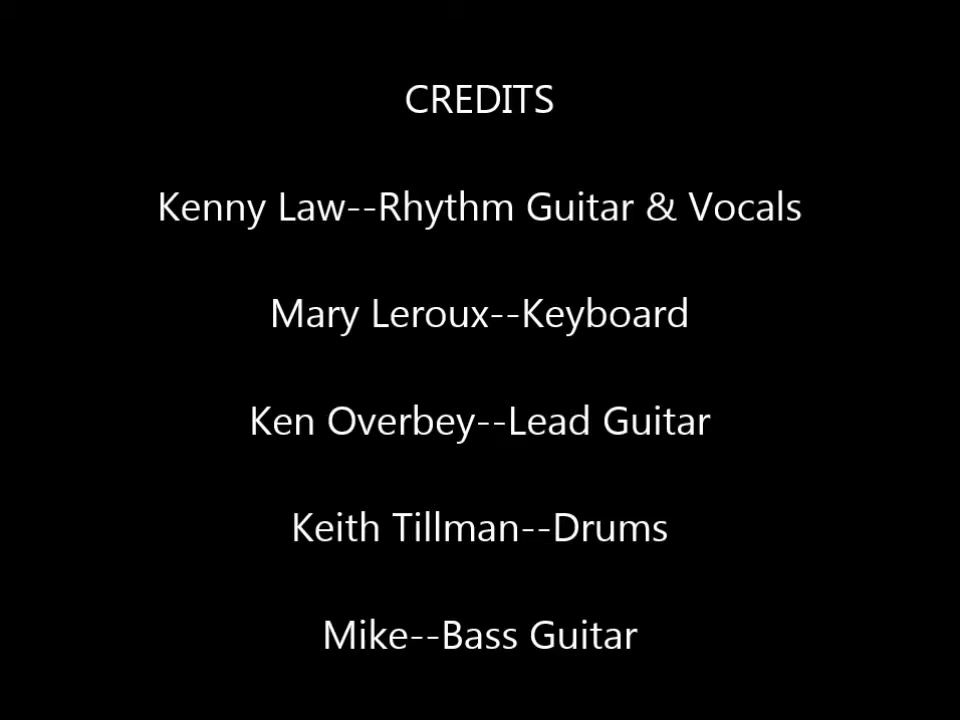 CREDITS
Kenny Law--Rhythm Guitar & Vocals
Mary Leroux--Keyboard
Ken Overbey--Lead Guitar
Keith Tillman--Drums
Mike--Bass Guitar